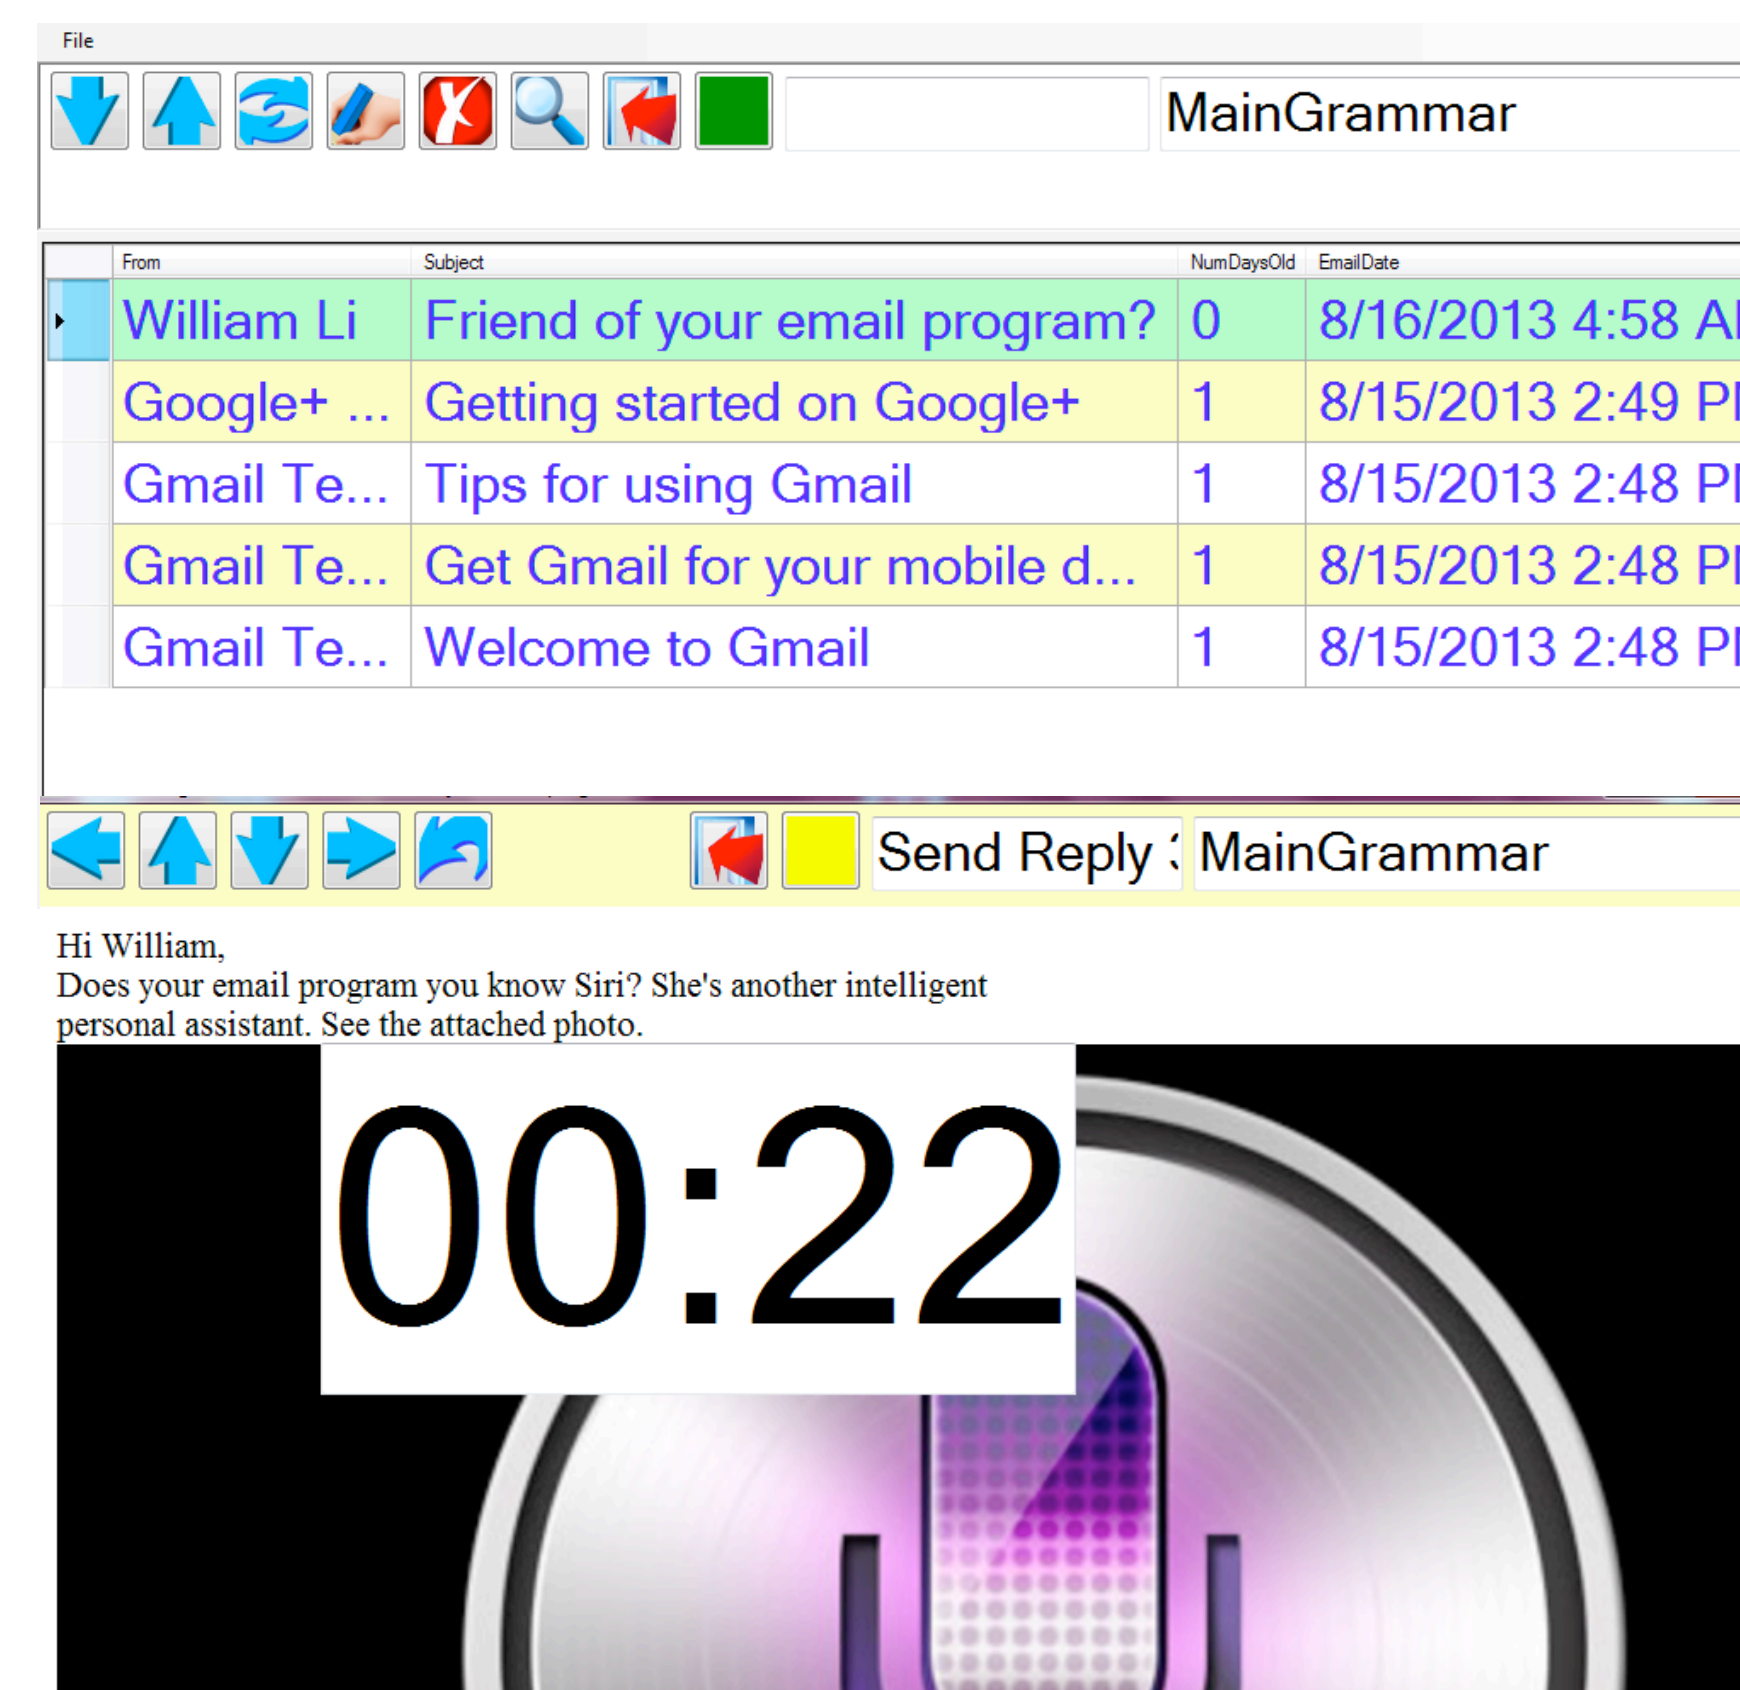 File
MainGrammar
From Subject NumDaysOld EmailDate
William Li Friend of your email program? 0 8/16/2013 4:58
Google+ ... Getting started on Google+ 1 8/15/2013 2:49
Gmail Te... Tips for using Gmail 1 8/15/2013 2:48
Gmail Te... Get Gmail for your mobile d... 1 8/15/2013 2:48
Gmail Te... Welcome to Gmail 1 8/15/2013 2:48
Send Reply MainGrammar
Hi William,
Does your email program you know Siri? She's another intelligent
personal assistant. See the attached photo.
00:22